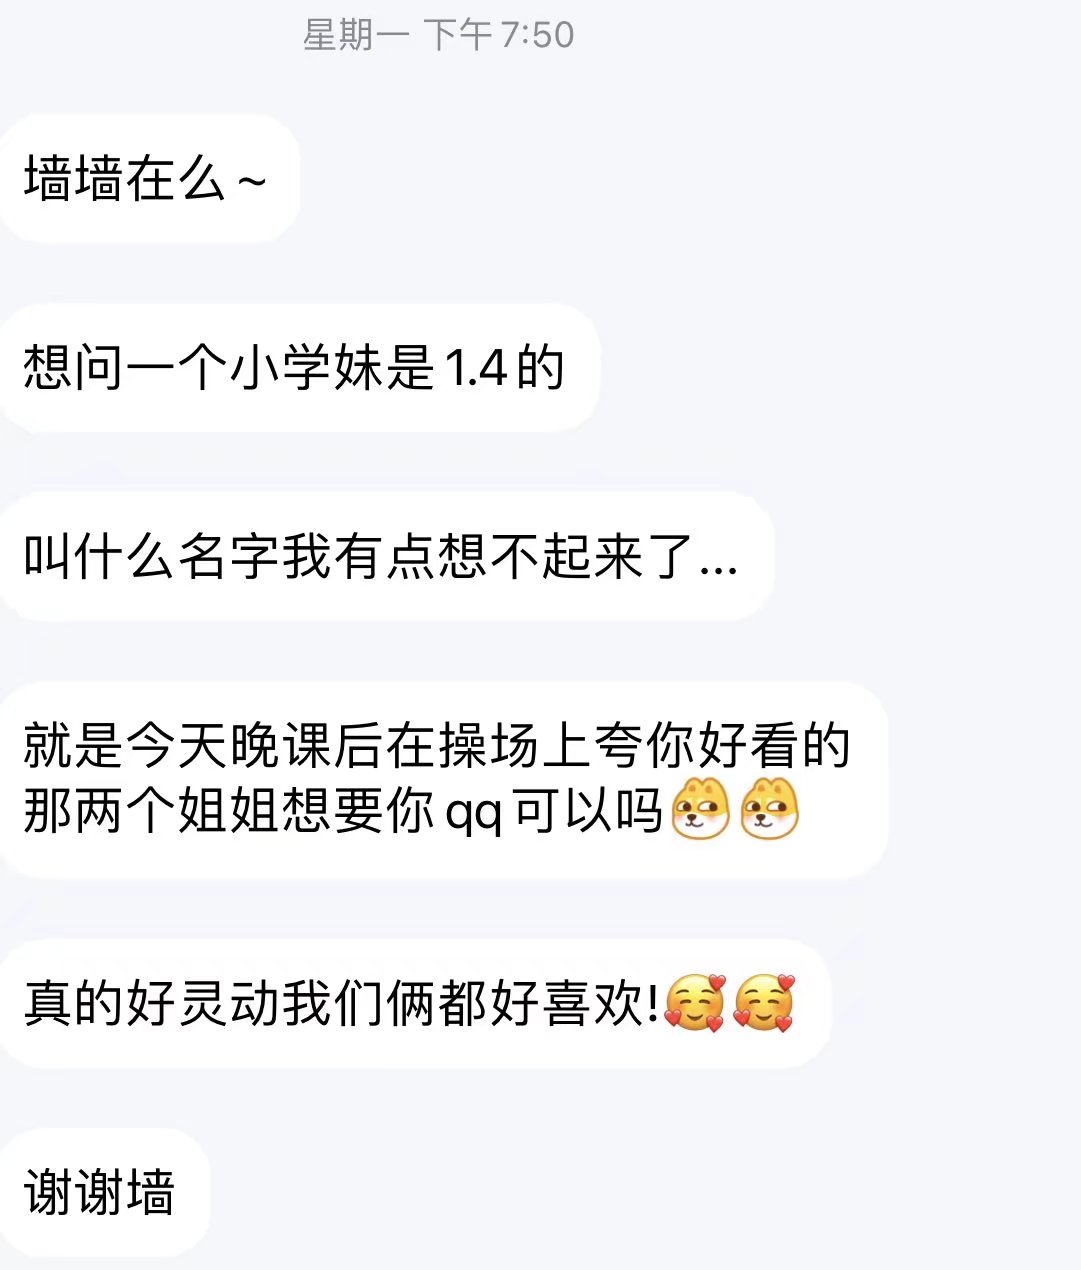 星期一 下午 7:50
墙墙在么～
想问一个小学妹是1.4的
叫什么名字我有点想不起来了...
就是今天晚课后在操场上夸你好看的
那两个姐姐想要你qq可以吗
真的好灵动我们俩都好喜欢!🥰🥰
谢谢墙